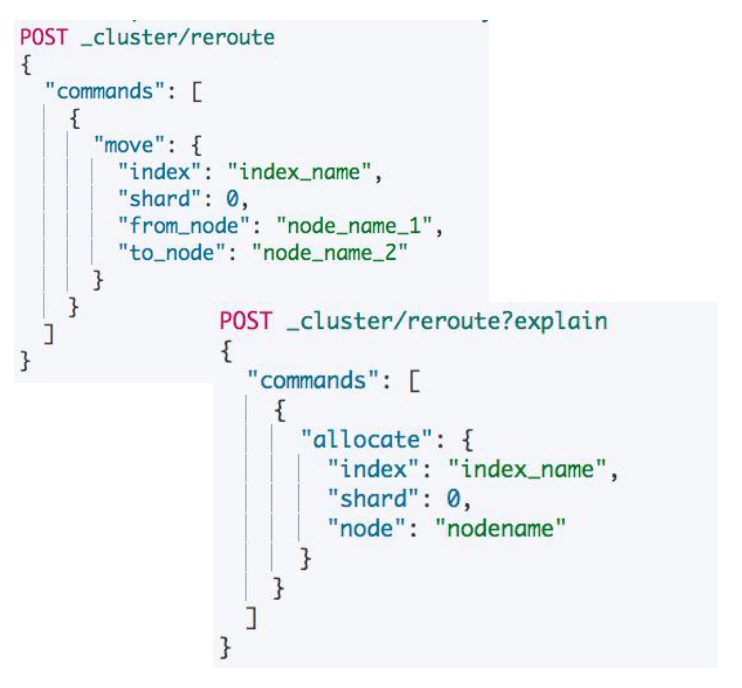 POST _cluster/reroute
{
  "commands": [
    {
      "move": {
        "index": "index_name",
        "shard": 0,
        "from_node": "node_name_1",
        "to_node": "node_name_2"
      }
    }
  ]
}
POST _cluster/reroute?explain
{
  "commands": [
    {
      "allocate": {
        "index": "index_name",
        "shard": 0,
        "node": "nodename"
      }
    }
  ]
}